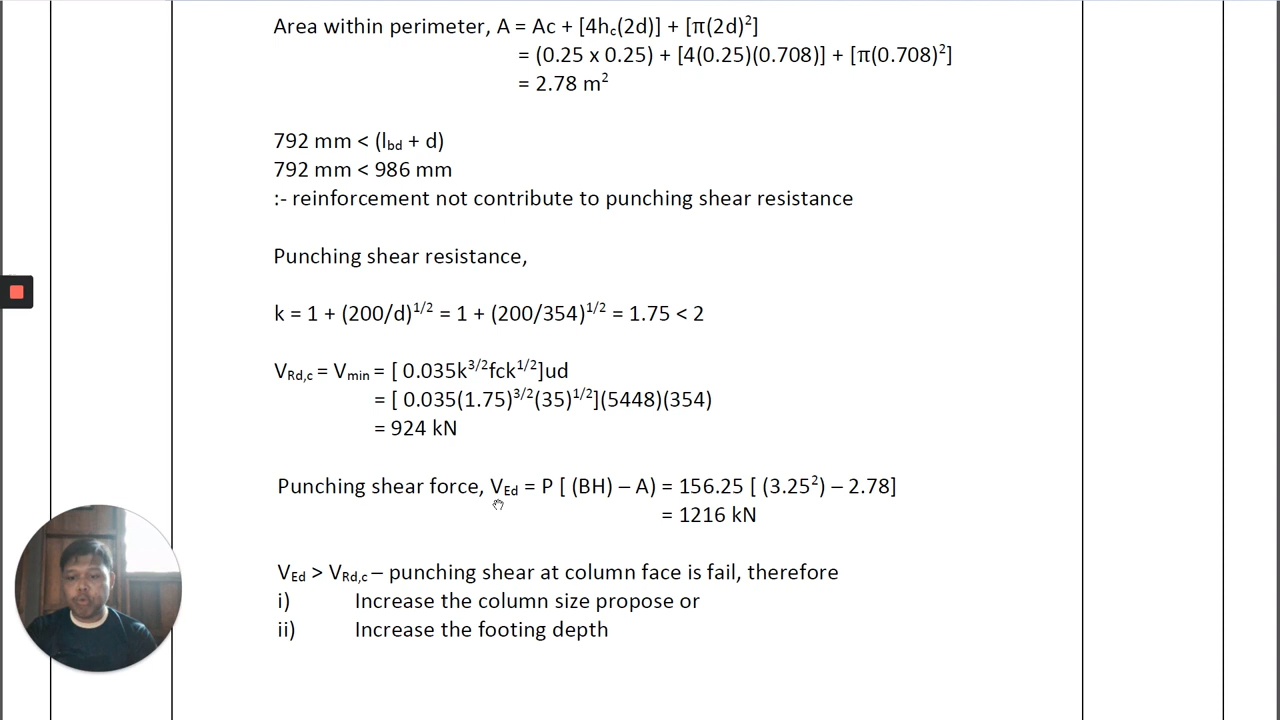 Area within perimeter, A = Ac + [4hc(2d)] + [π(2d)²]
= (0.25 x 0.25) + [4(0.25)(0.708)] + [π(0.708)²]
= 2.78 m²
792 mm < (lbd + d)
792 mm < 986 mm
:- reinforcement not contribute to punching shear resistance
Punching shear resistance,
k = 1 + (200/d)^1/2 = 1 + (200/354)^1/2 = 1.75 < 2
VRd,c = Vmin = [ 0.035k^3/2fck^1/2]ud
= [ 0.035(1.75)^3/2(35)^1/2](5448)(354)
= 924 kN
Punching shear force, VEd = P [ (BH) – A) = 156.25 [ (3.25²) – 2.78]
= 1216 kN
VEd > VRd,c – punching shear at column face is fail, therefore
i) Increase the column size propose or
ii) Increase the footing depth